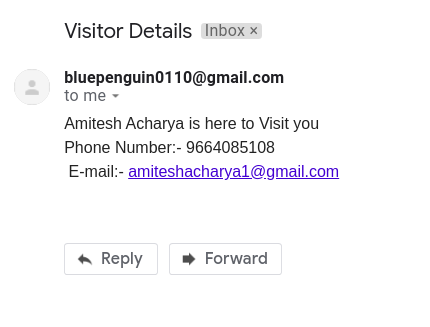 Visitor Details Inbox ×
bluepenguin0110@gmail.com
to me
Amitesh Acharya is here to Visit you
Phone Number:- 9664085108
E-mail:- amiteshacharya1@gmail.com
Reply Forward